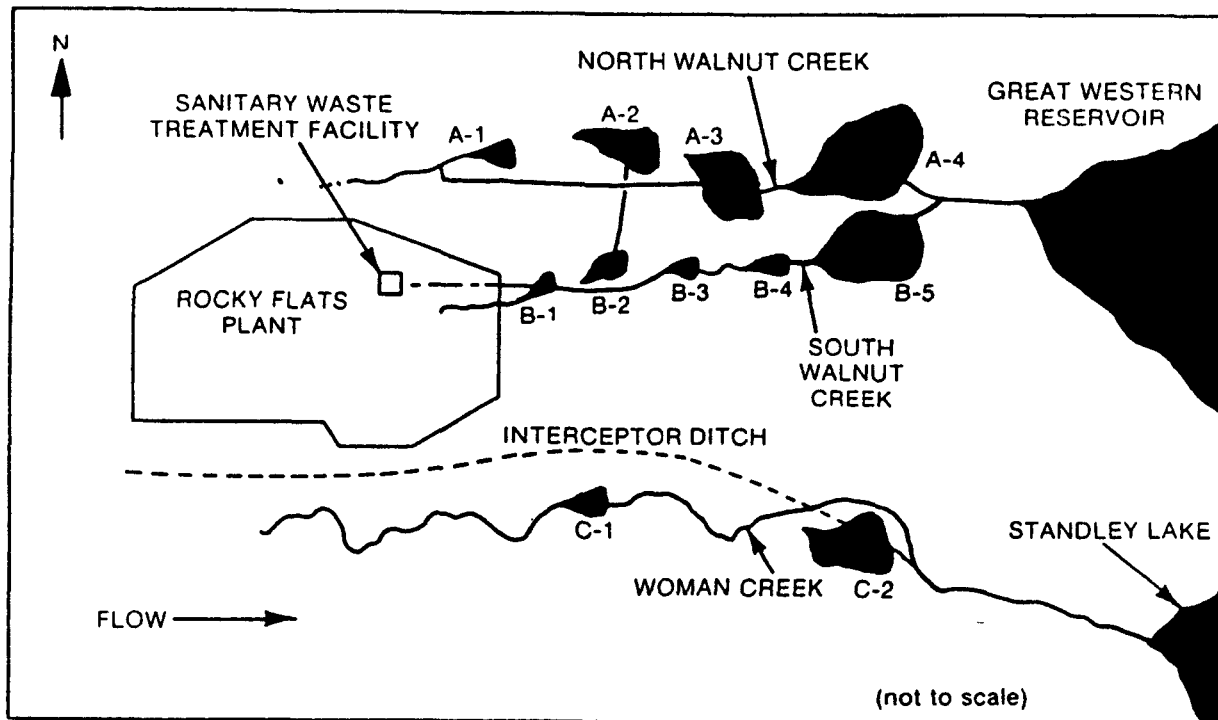 N
NORTH WALNUT CREEK
GREAT WESTERN
RESERVOIR
SANITARY WASTE
TREATMENT FACILITY
A-1
A-2
A-3
A-4
ROCKY FLATS
PLANT
B-1
B-2
B-3
B-4
B-5
SOUTH
WALNUT
CREEK
INTERCEPTOR DITCH
C-1
WOMAN CREEK
C-2
STANDLEY LAKE
FLOW
(not to scale)